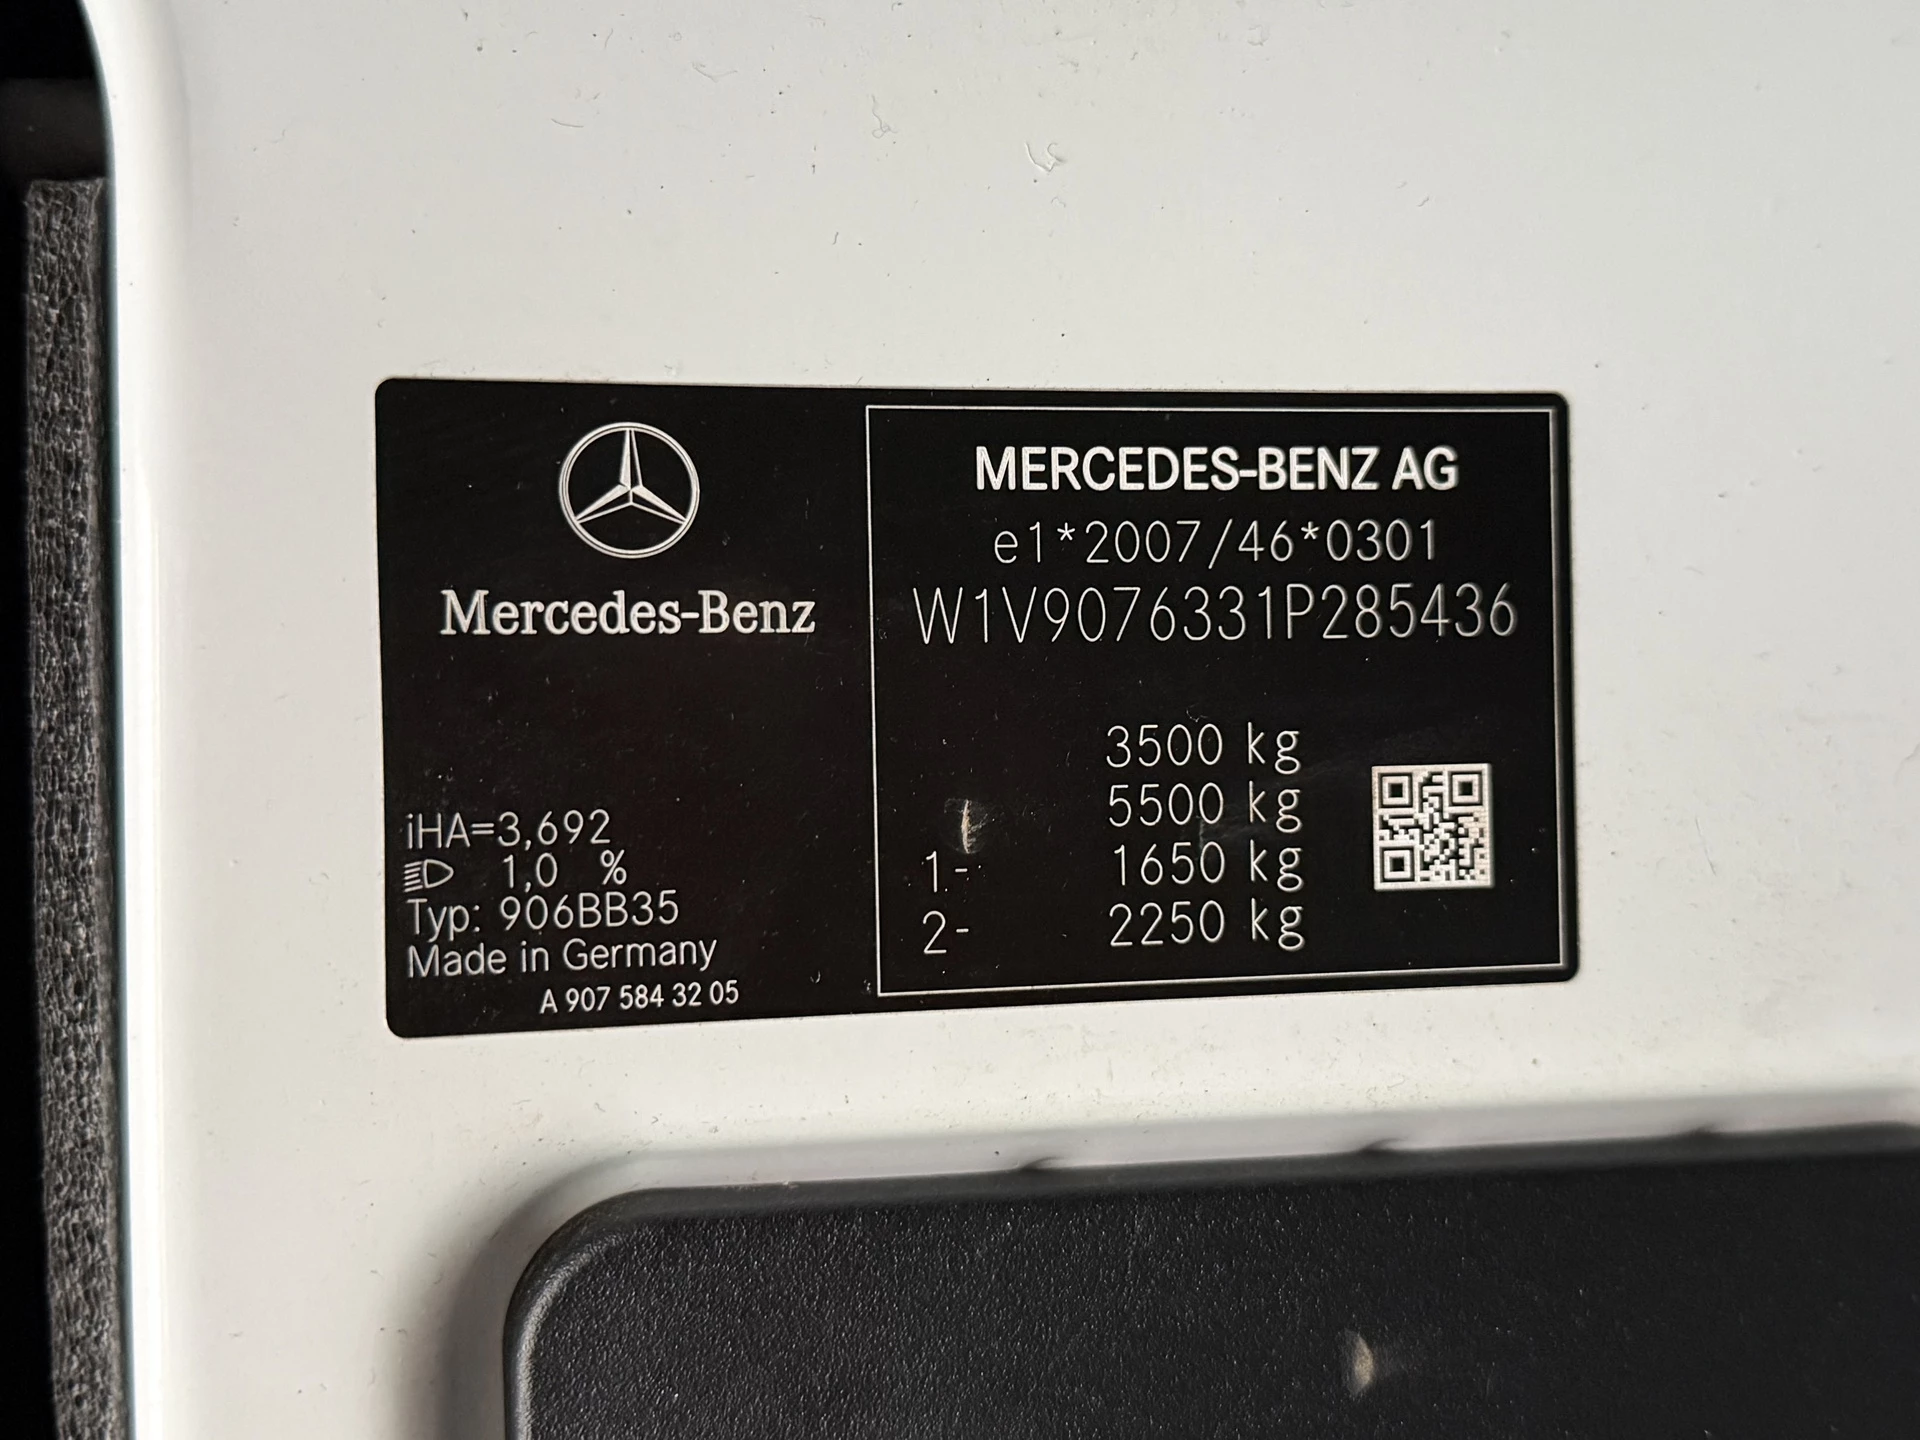 Mercedes-Benz
iHA=3,692
1,0 %
Typ: 906BB35
Made in Germany
A 907 584 32 05
MERCEDES-BENZ AG
e1*2007/46*0301
W1V9076331P285436
3500 kg
5500 kg
1- 1650 kg
2- 2250 kg